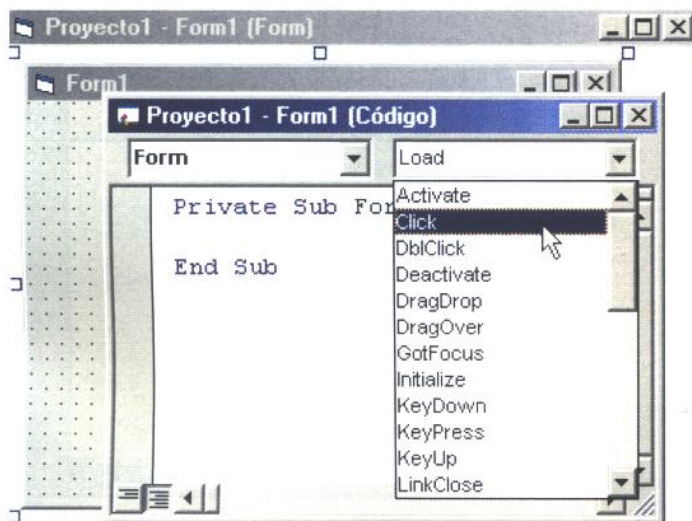 Proyecto1 - Form1 (Form)
Form1
Proyecto1 - Form1 (Código)
Form
Load
Private Sub For
End Sub
Activate
Click
DblClick
Deactivate
DragDrop
DragOver
GotFocus
Initialize
KeyDown
KeyPress
KeyUp
LinkClose